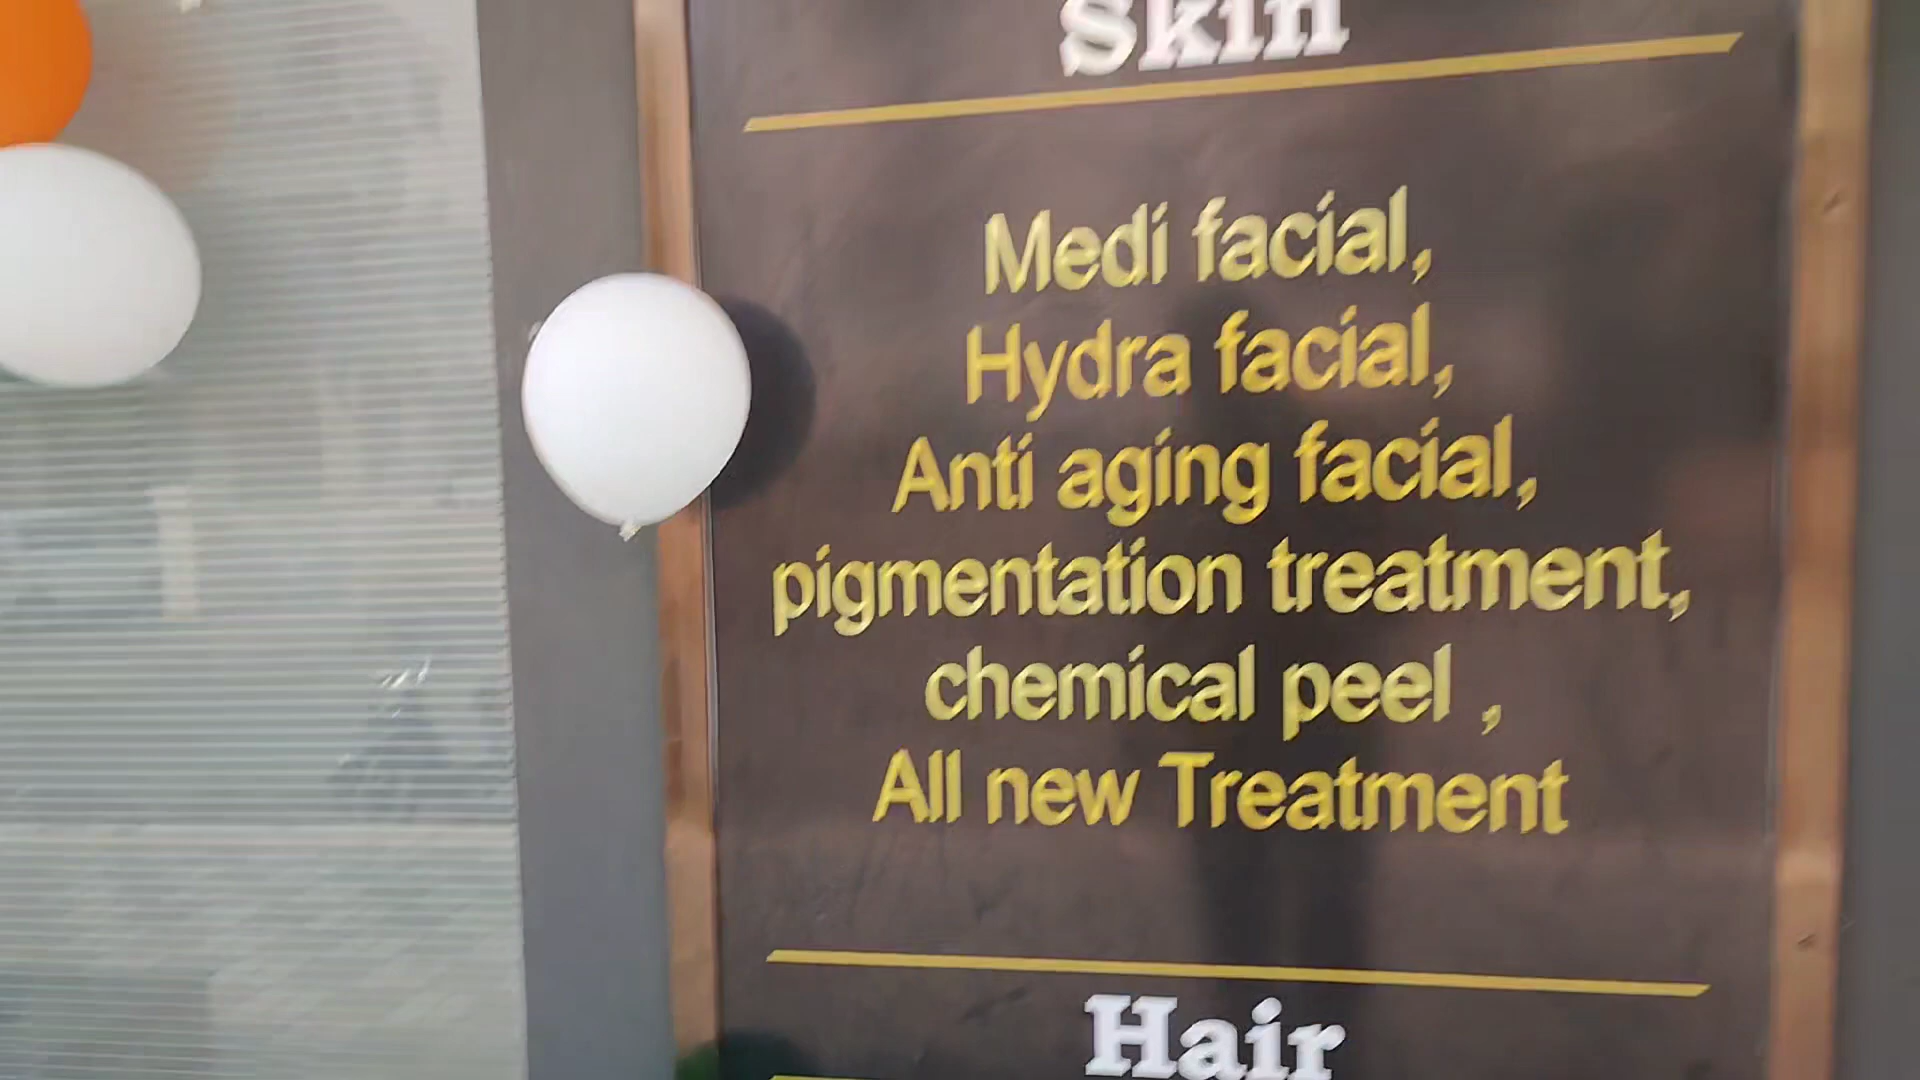 Skin
Medi facial,
Hydra facial,
Anti aging facial,
pigmentation treatment,
chemical peel ,
All new Treatment
Hair